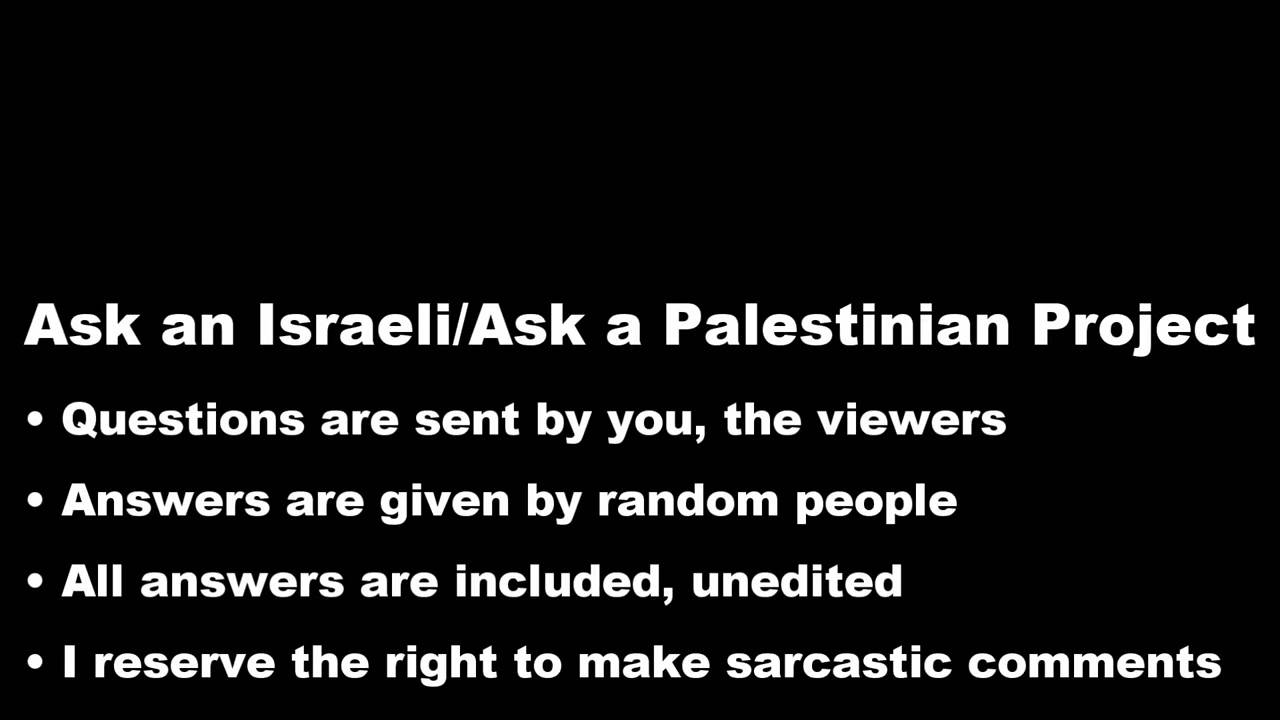 Ask an Israeli/Ask a Palestinian Project
• Questions are sent by you, the viewers
• Answers are given by random people
• All answers are included, unedited
• I reserve the right to make sarcastic comments